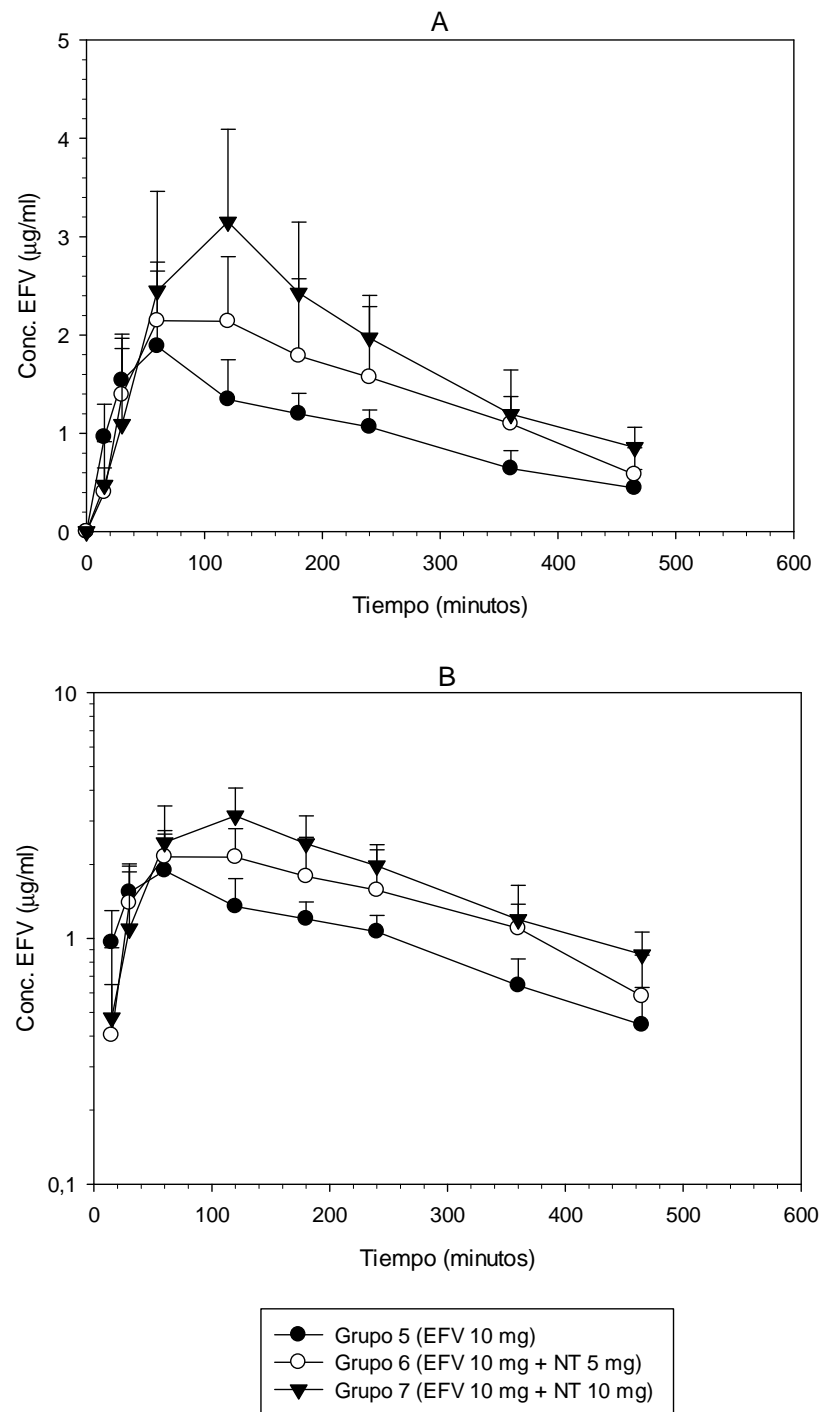 A
5
4
3
2
1
0
Conc. EFV (µg/ml)
0 100 200 300 400 500 600
Tiempo (minutos)
B
10
1
0,1
Conc. EFV (µg/ml)
0 100 200 300 400 500 600
Tiempo (minutos)
Grupo 5 (EFV 10 mg)
Grupo 6 (EFV 10 mg + NT 5 mg)
Grupo 7 (EFV 10 mg + NT 10 mg)